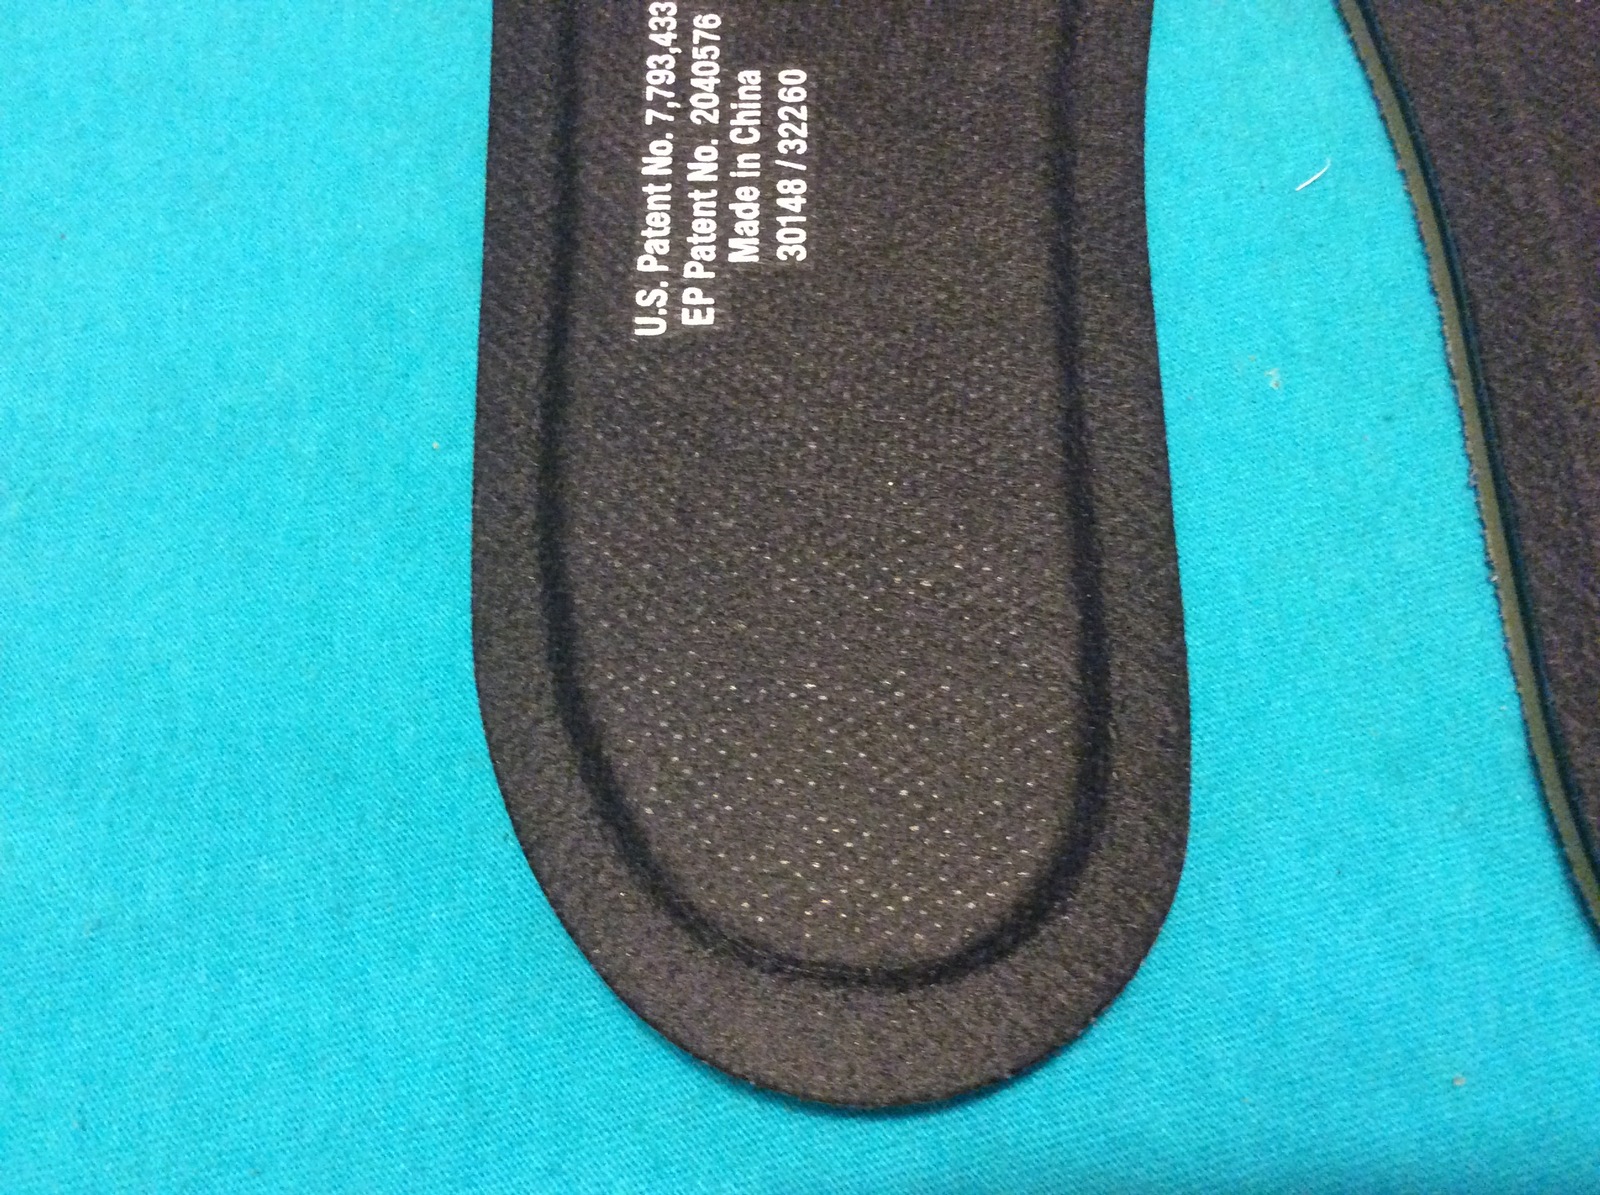 U.S. Patent No. 7,793,433
EP Patent No. 2040576
Made in China
30148 / 32260